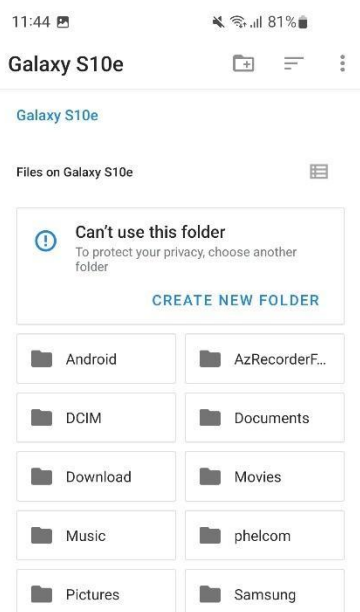 11:44 81%
Galaxy S10e
Galaxy S10e
Files on Galaxy S10e
Can't use this folder
To protect your privacy, choose another
folder
CREATE NEW FOLDER
Android AzRecorderF...
DCIM Documents
Download Movies
Music phelcom
Pictures Samsung